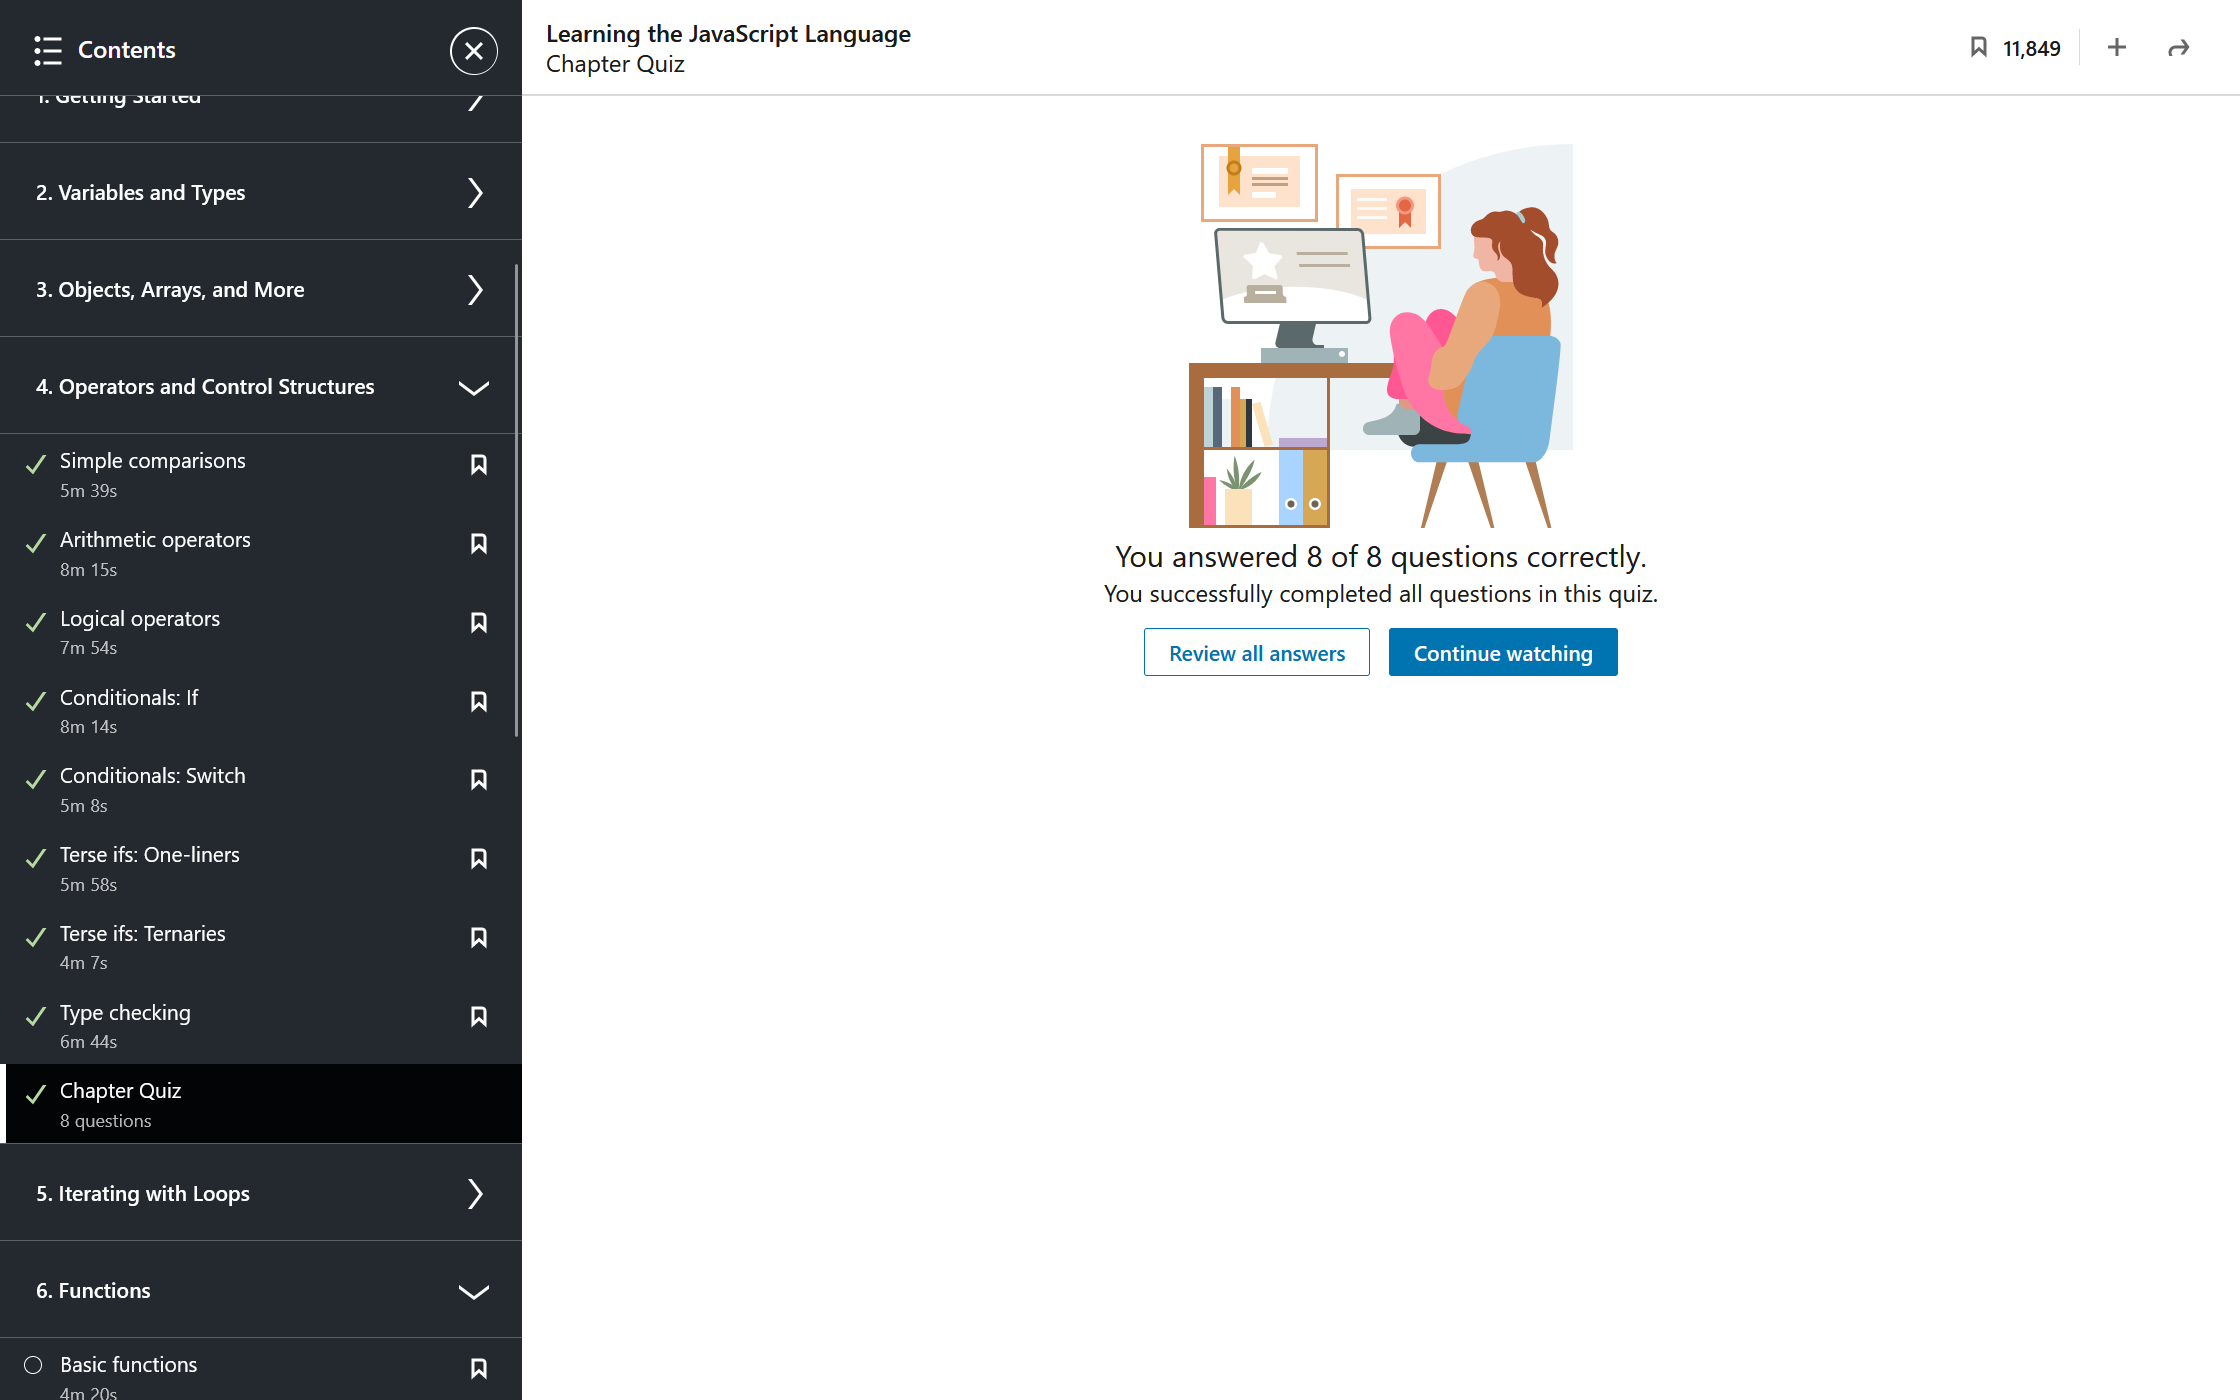 Contents
1. Getting Started
2. Variables and Types
3. Objects, Arrays, and More
4. Operators and Control Structures
Simple comparisons
5m 39s
Arithmetic operators
8m 15s
Logical operators
7m 54s
Conditionals: If
8m 14s
Conditionals: Switch
5m 8s
Terse ifs: One-liners
5m 58s
Terse ifs: Ternaries
4m 7s
Type checking
6m 44s
Chapter Quiz
8 questions
5. Iterating with Loops
6. Functions
Basic functions
4m 20s
Learning the JavaScript Language
Chapter Quiz
11,849
You answered 8 of 8 questions correctly.
You successfully completed all questions in this quiz.
Review all answers
Continue watching